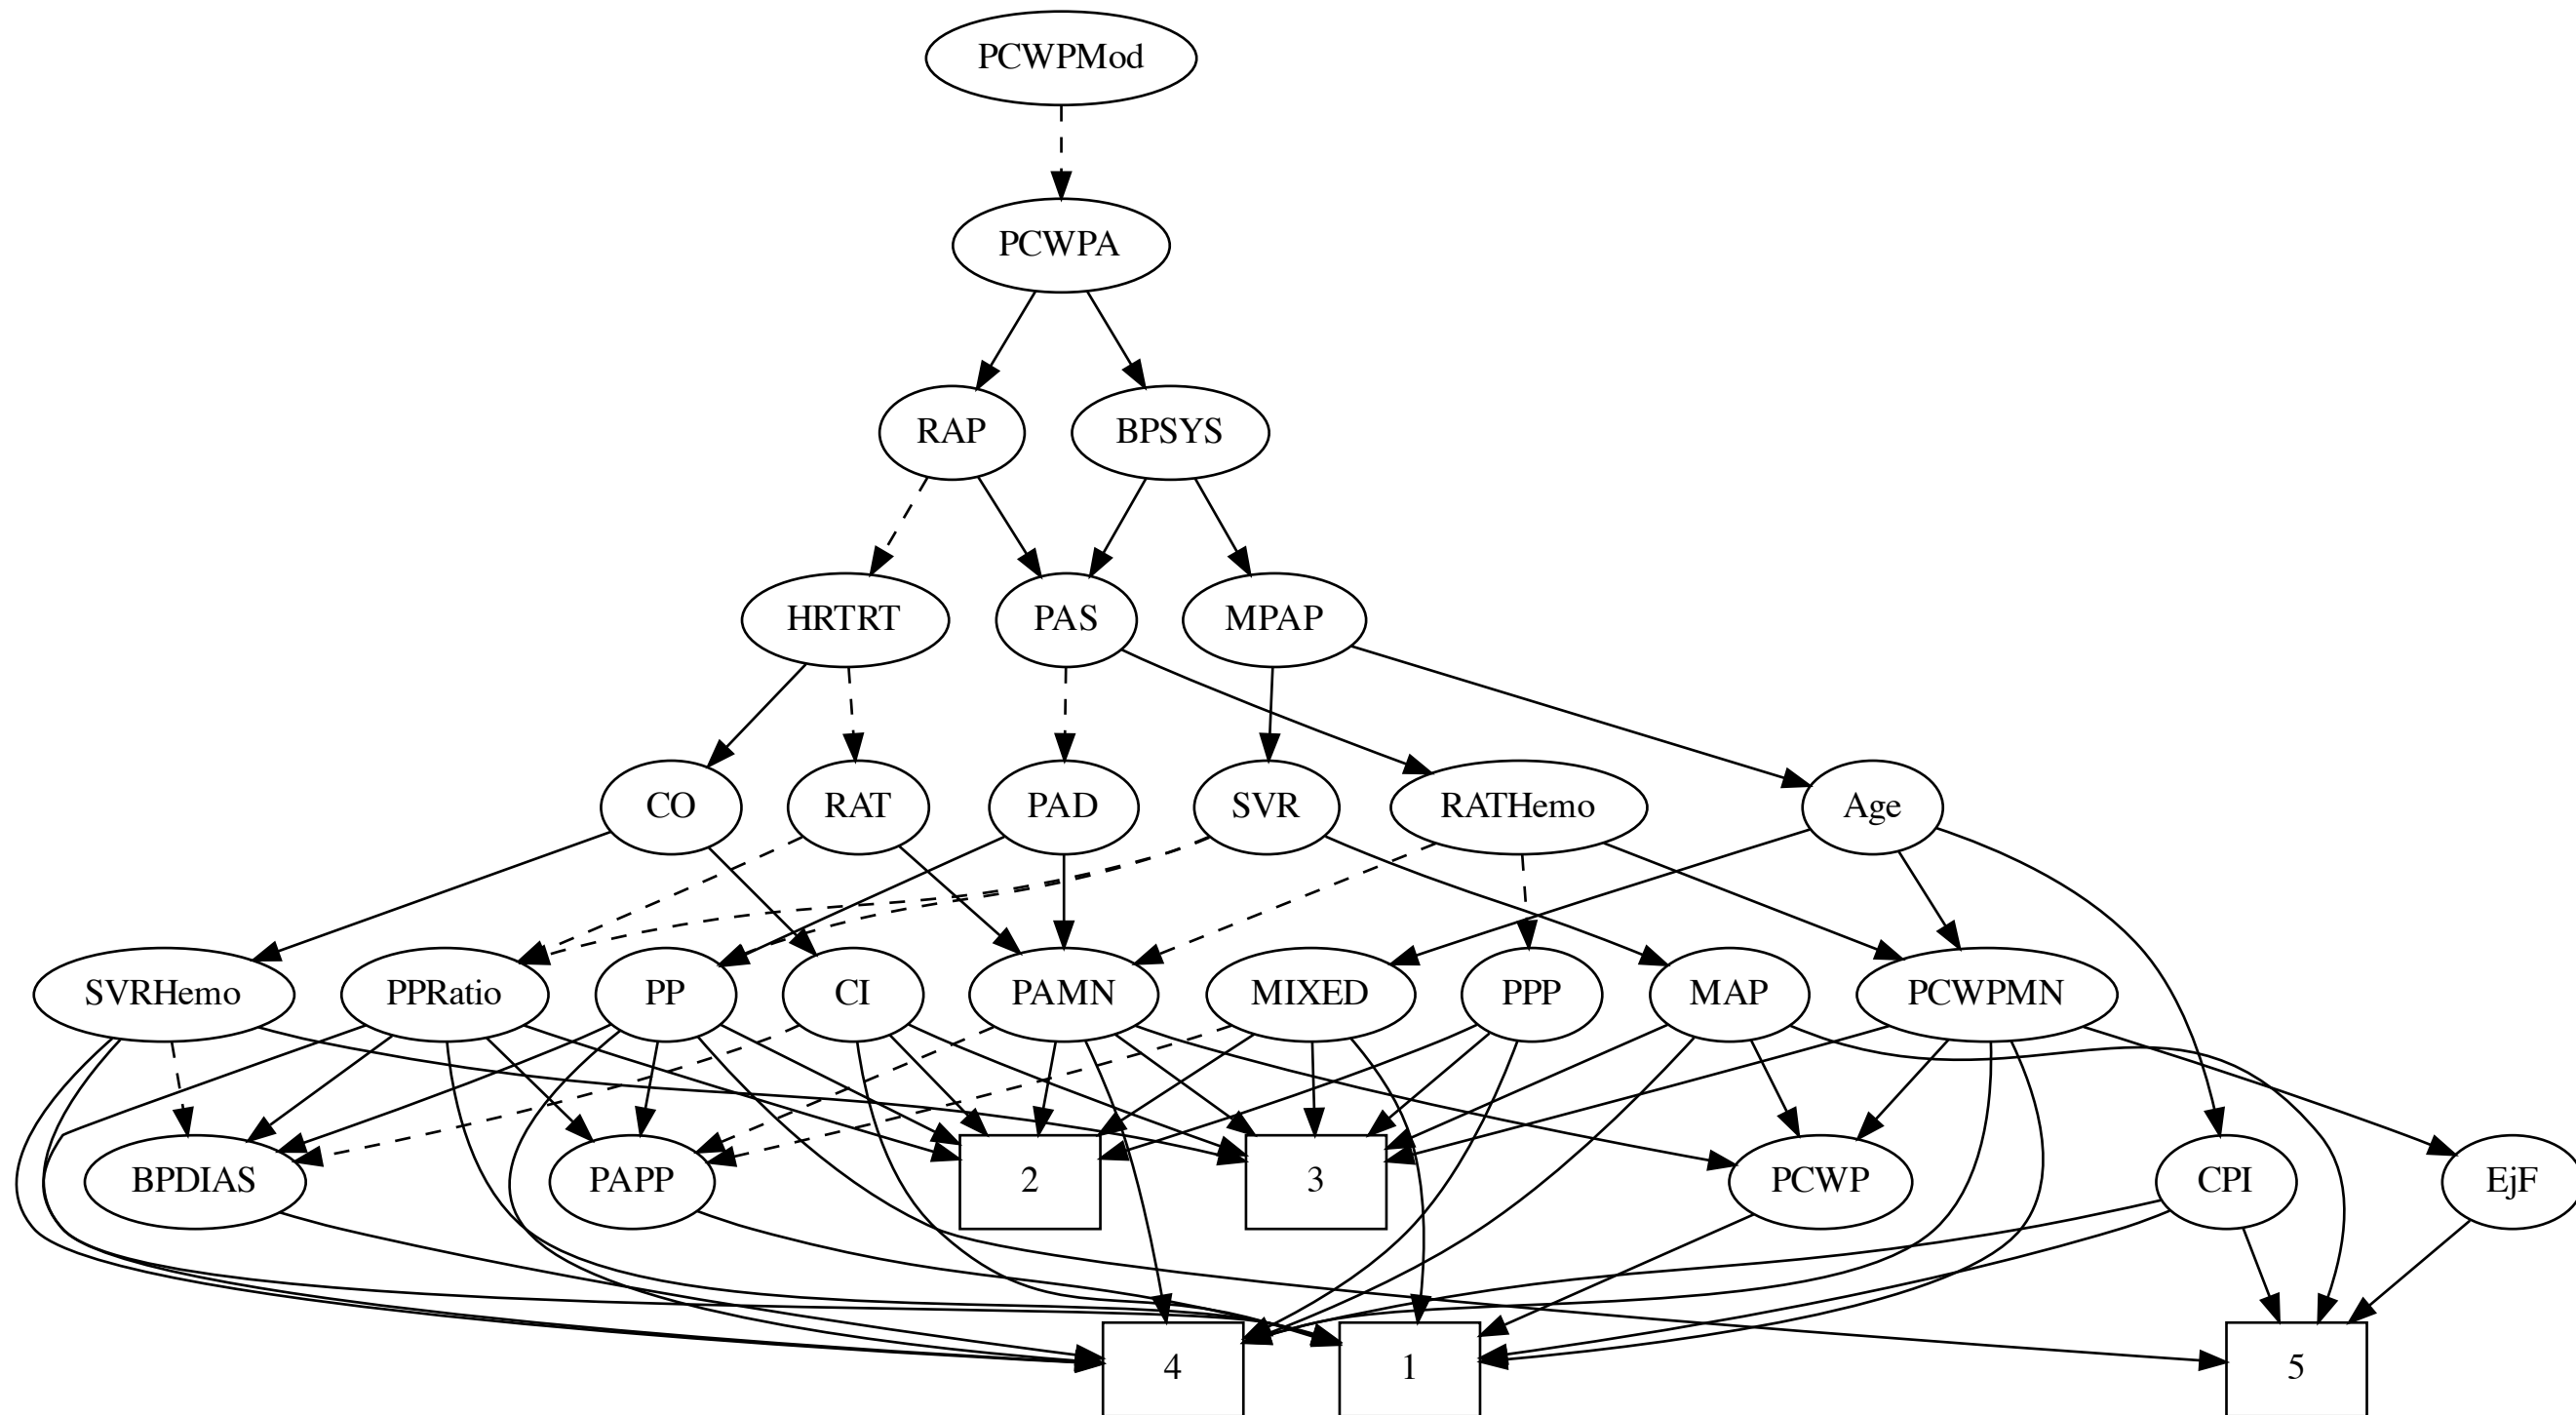 PCWPMod
PCWPA
RAP
BPSYS
HRTRT
PAS
MPAP
CO
RAT
PAD
SVR
RATHemo
Age
SVRHemo
PPRatio
PP
CI
PAMN
MIXED
PPP
MAP
PCWPMN
BPDIAS
PAPP
2
3
PCWP
CPI
EjF
4
1
5